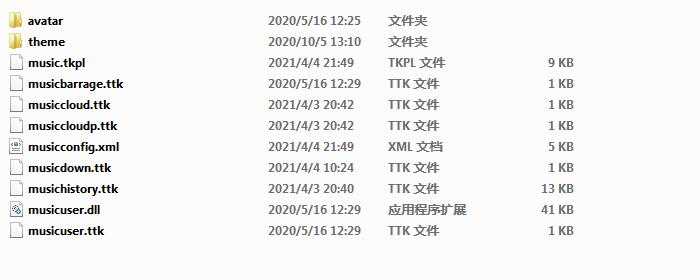 avatar 2020/5/16 12:25 文件夹
theme 2020/10/5 13:10 文件夹
music.tkpl 2021/4/4 21:49 TKPL 文件 9 KB
musicbarrage.ttk 2020/5/16 12:29 TTK 文件 1 KB
musiccloud.ttk 2021/4/3 20:42 TTK 文件 1 KB
musiccloudp.ttk 2021/4/3 20:42 TTK 文件 1 KB
musicconfig.xml 2021/4/4 21:49 XML 文档 5 KB
musicdown.ttk 2021/4/4 10:24 TTK 文件 1 KB
musichistory.ttk 2021/4/3 20:40 TTK 文件 13 KB
musicuser.dll 2020/5/16 12:29 应用程序扩展 41 KB
musicuser.ttk 2020/5/16 12:29 TTK 文件 1 KB